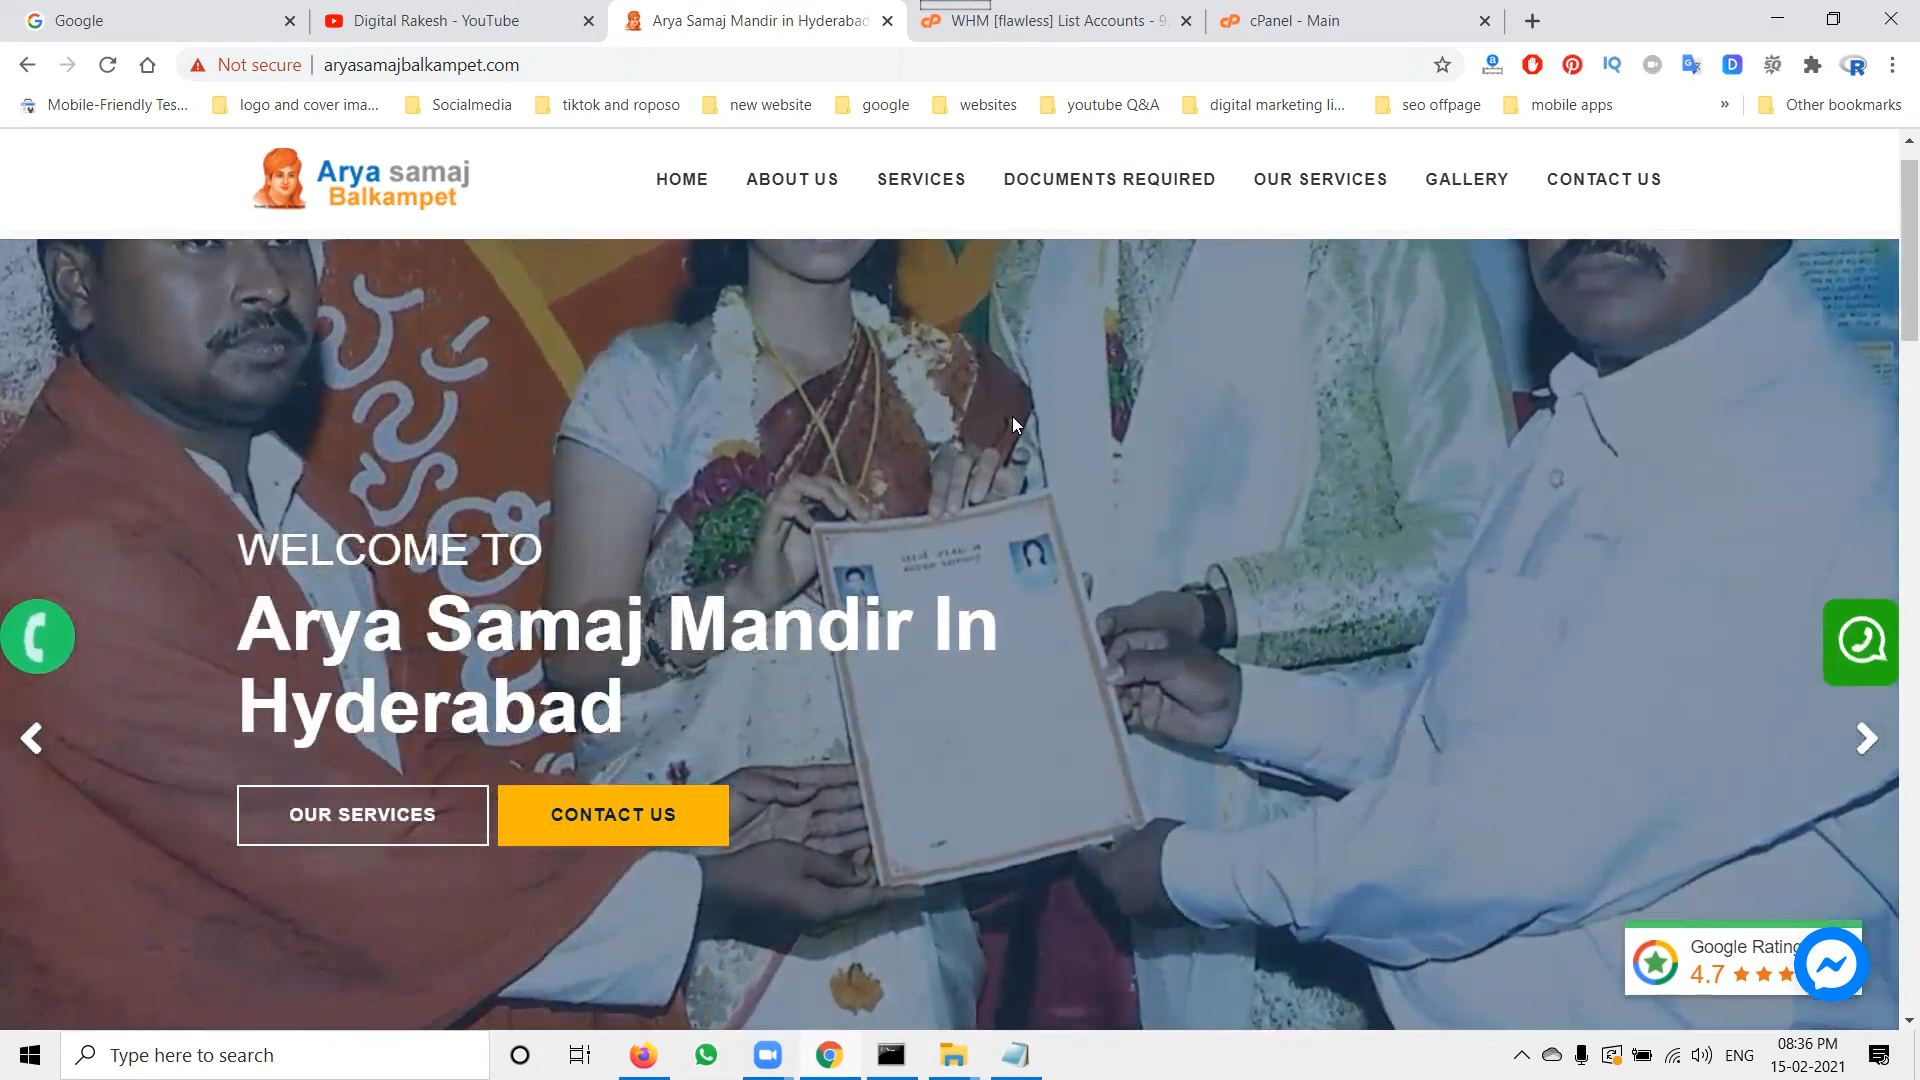 Google
Digital Rakesh - YouTube
Arya Samaj Mandir in Hyderabad
WHM [flawless] List Accounts - 9
cPanel - Main
Not secure
aryasamajbalkampet.com
Mobile-Friendly Tes...
logo and cover ima...
Socialmedia
tiktok and roposo
new website
google
websites
youtube Q&A
digital marketing li...
seo offpage
mobile apps
»
Other bookmarks
Arya samaj
Balkampet
HOME
ABOUT US
SERVICES
DOCUMENTS REQUIRED
OUR SERVICES
GALLERY
CONTACT US
WELCOME TO
Arya Samaj Mandir In
Hyderabad
OUR SERVICES
CONTACT US
Google Rating
4.7
Type here to search
ENG
08:36 PM
15-02-2021